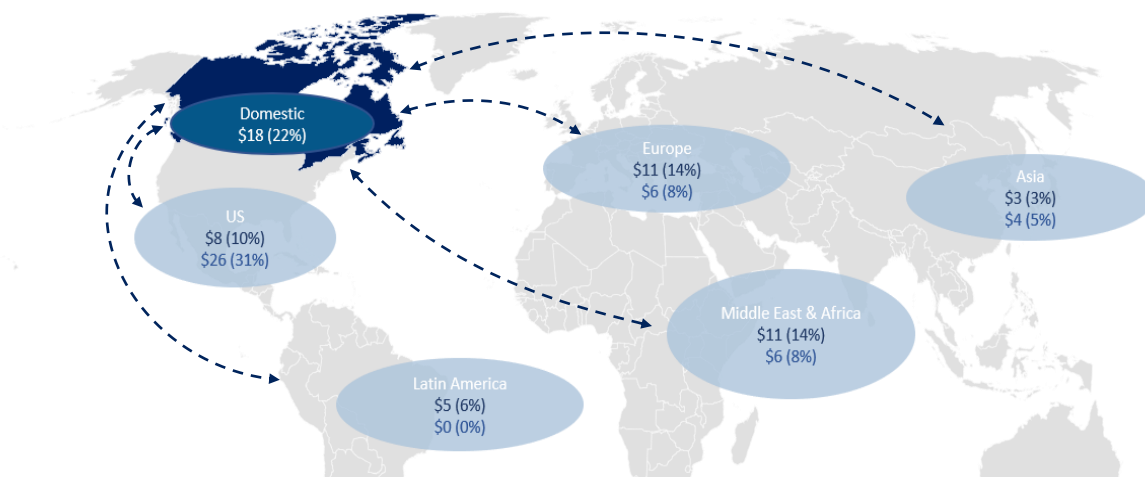 Domestic
$18 (22%)
Europe
$11 (14%)
$6 (8%)
Asia
$3 (3%)
$4 (5%)
US
$8 (10%)
$26 (31%)
Middle East & Africa
$11 (14%)
$6 (8%)
Latin America
$5 (6%)
$0 (0%)